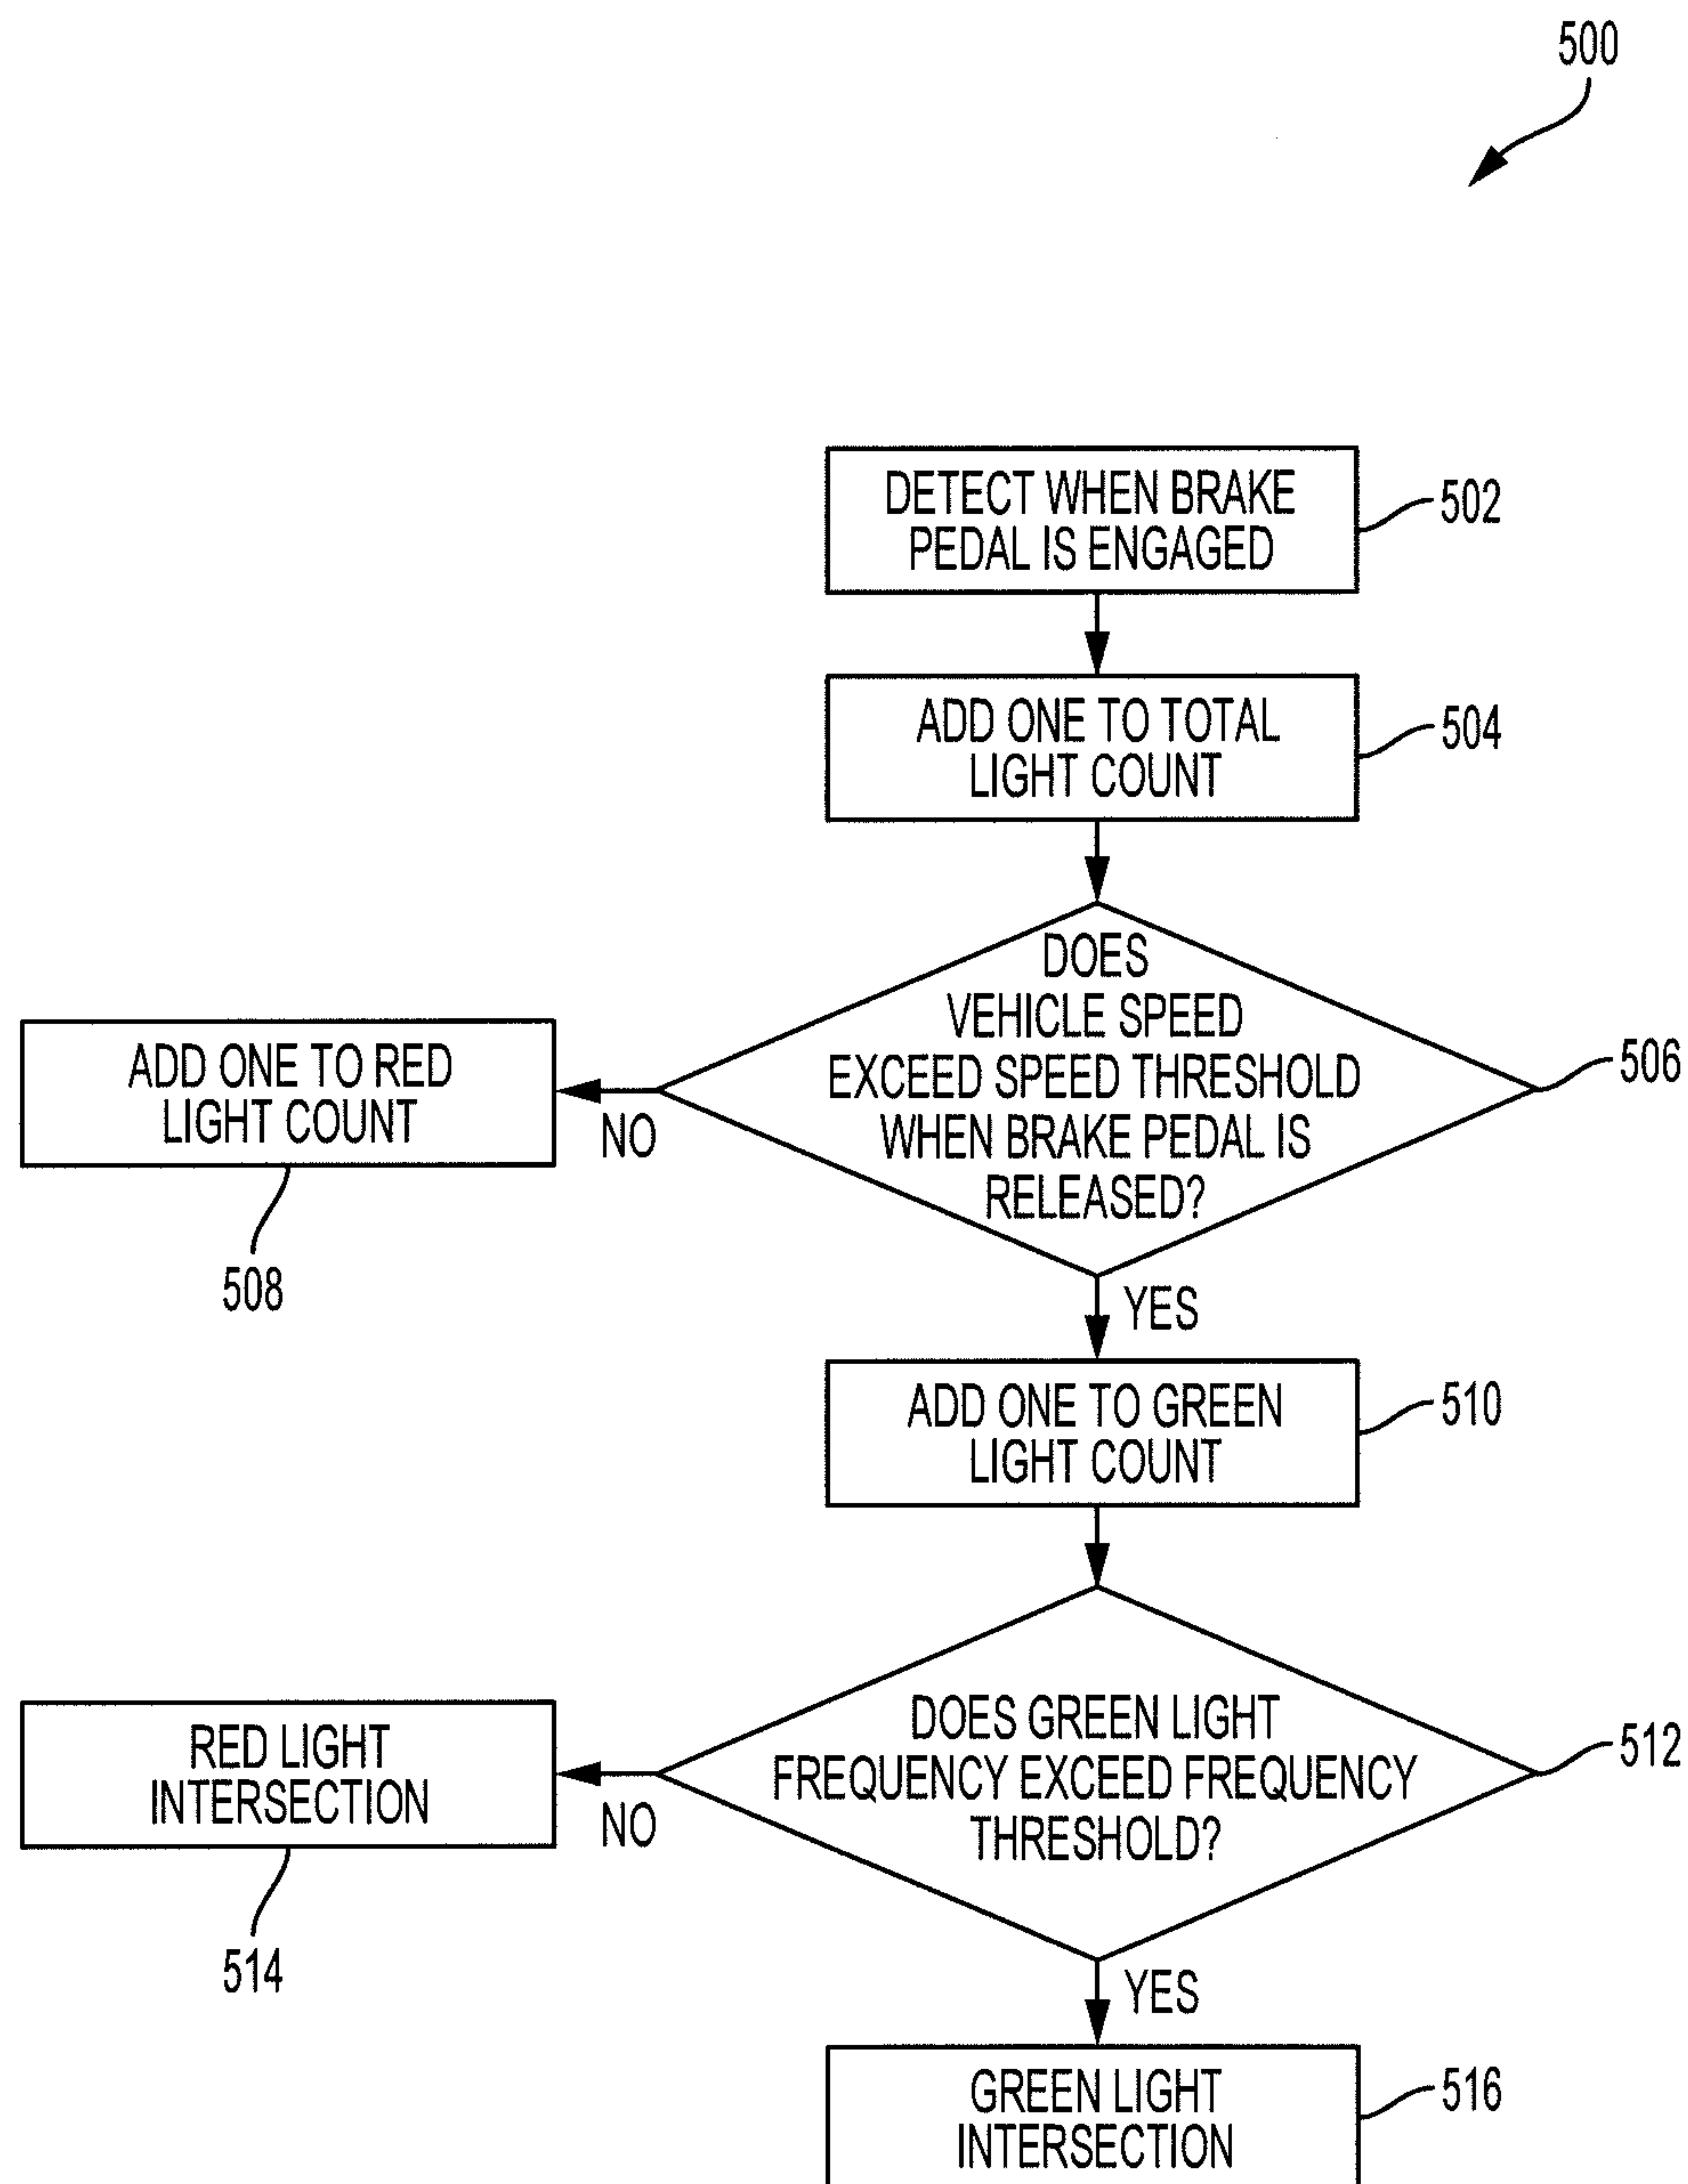 500
DETECT WHEN BRAKE
PEDAL IS ENGAGED
502
ADD ONE TO TOTAL
LIGHT COUNT
504
DOES
VEHICLE SPEED
EXCEED SPEED THRESHOLD
WHEN BRAKE PEDAL IS
RELEASED?
506
NO
ADD ONE TO RED
LIGHT COUNT
508
YES
ADD ONE TO GREEN
LIGHT COUNT
510
DOES GREEN LIGHT
FREQUENCY EXCEED FREQUENCY
THRESHOLD?
512
NO
RED LIGHT
INTERSECTION
514
YES
GREEN LIGHT
INTERSECTION
516